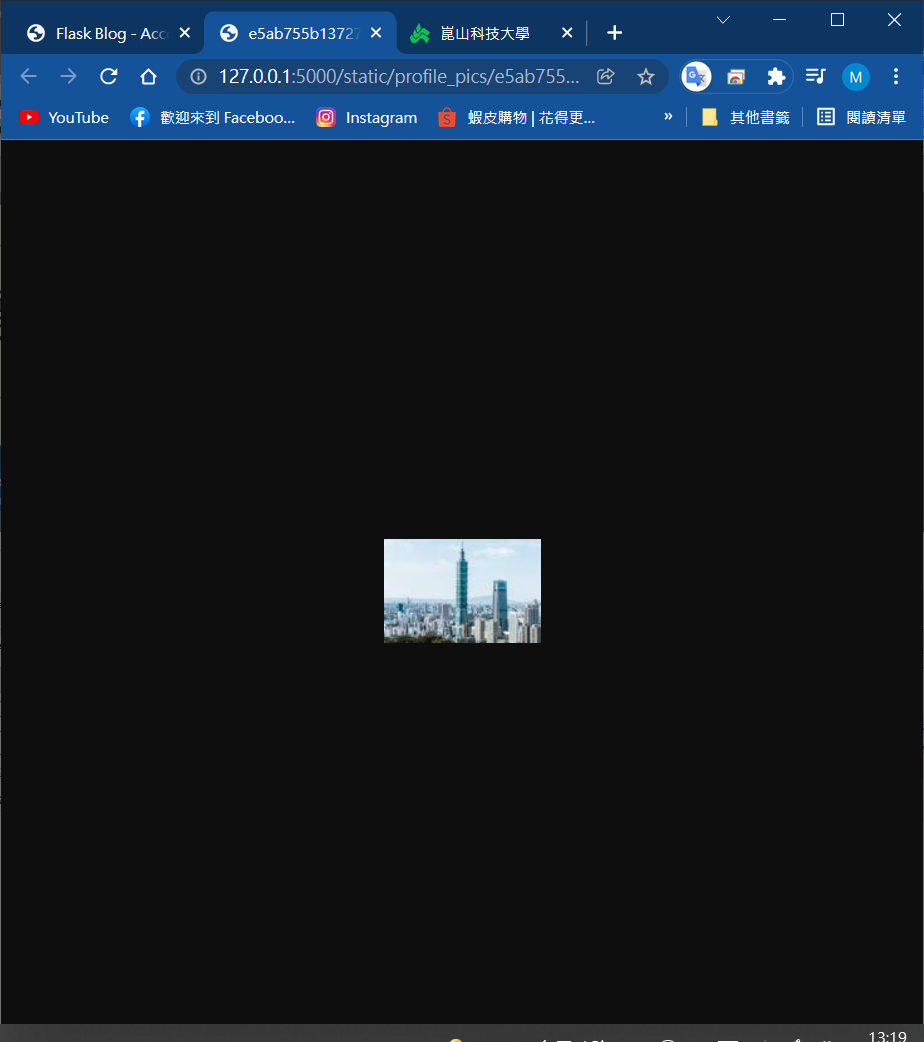 Flask Blog - Acc
e5ab755b13727
崑山科技大學
127.0.0.1:5000/static/profile_pics/e5ab755...
M
YouTube
歡迎來到 Faceboo...
Instagram
蝦皮購物 | 花得更...
»
其他書籤
閱讀清單
13:19